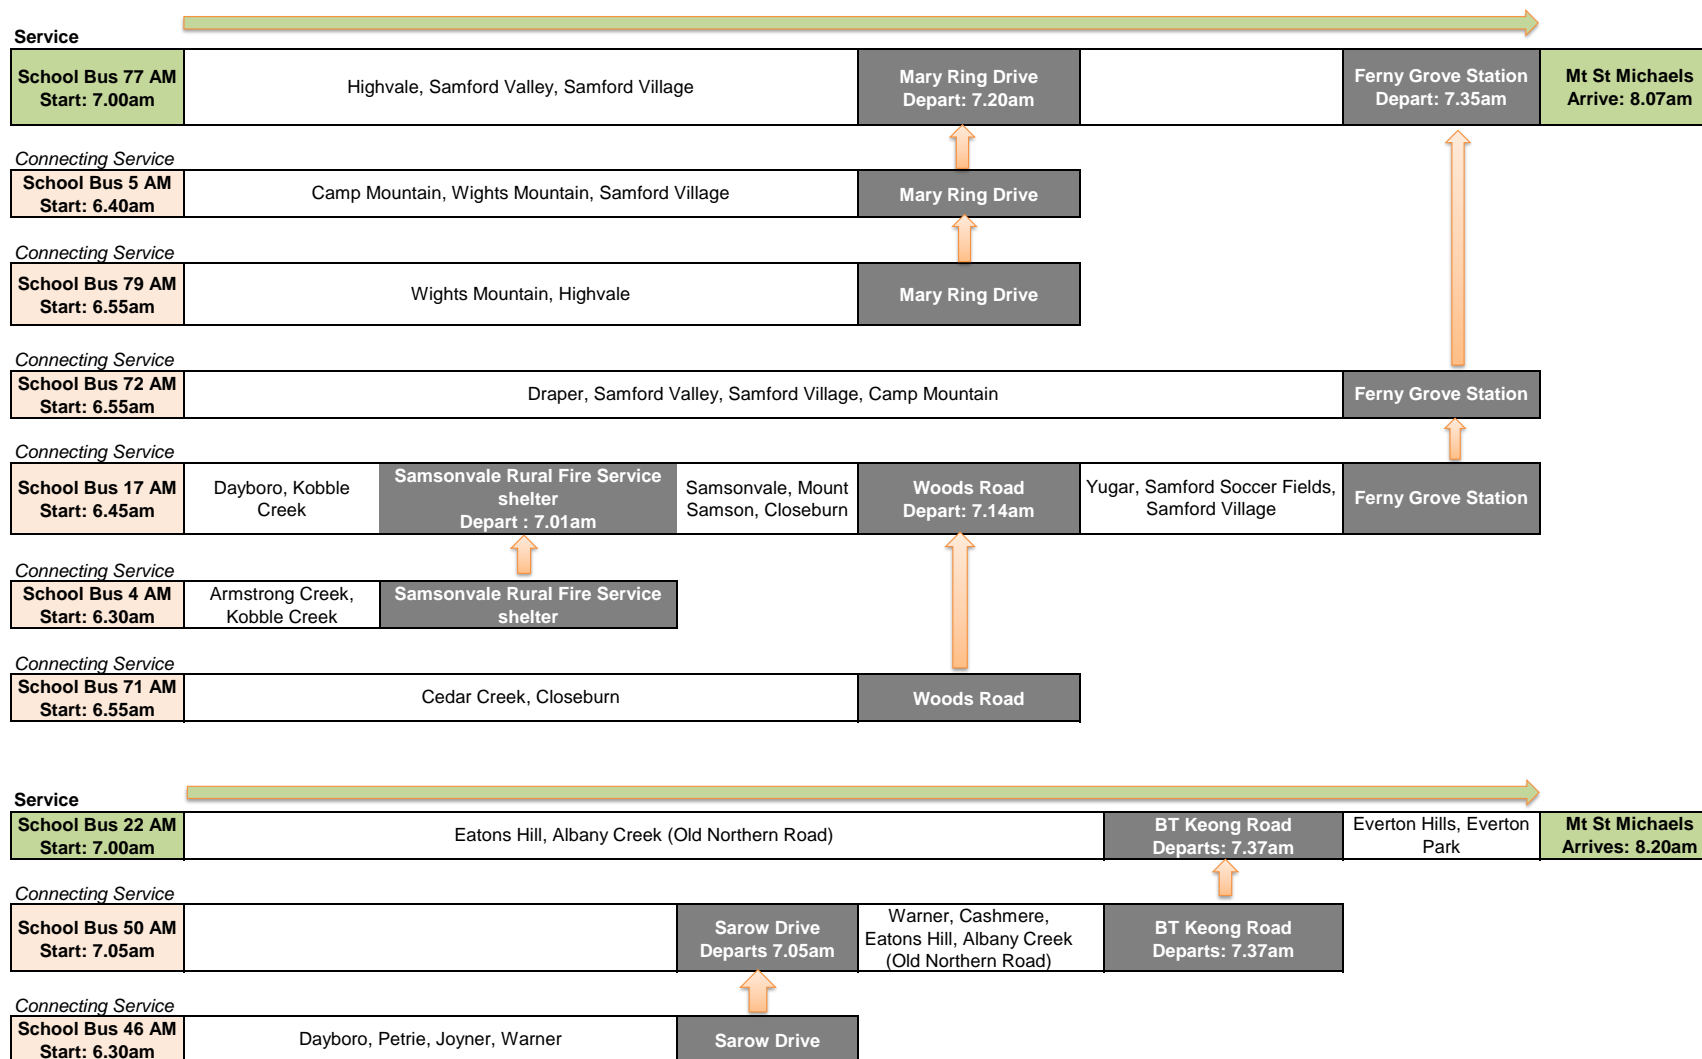 Service
School Bus 77 AM
Start: 7.00am
Highvale, Samford Valley, Samford Village
Mary Ring Drive
Depart: 7.20am
Ferny Grove Station
Depart: 7.35am
Mt St Michaels
Arrive: 8.07am
Connecting Service
School Bus 5 AM
Start: 6.40am
Camp Mountain, Wights Mountain, Samford Village
Mary Ring Drive
Connecting Service
School Bus 79 AM
Start: 6.55am
Wights Mountain, Highvale
Mary Ring Drive
Connecting Service
School Bus 72 AM
Start: 6.55am
Draper, Samford Valley, Samford Village, Camp Mountain
Ferny Grove Station
Connecting Service
School Bus 17 AM
Start: 6.45am
Dayboro, Kobble
Creek
Samsonvale Rural Fire Service
shelter
Depart : 7.01am
Samsonvale, Mount
Samson, Closeburn
Woods Road
Depart: 7.14am
Yugar, Samford Soccer Fields,
Samford Village
Ferny Grove Station
Connecting Service
School Bus 4 AM
Start: 6.30am
Armstrong Creek,
Kobble Creek
Samsonvale Rural Fire Service
shelter
Connecting Service
School Bus 71 AM
Start: 6.55am
Cedar Creek, Closeburn
Woods Road
Service
School Bus 22 AM
Start: 7.00am
Eatons Hill, Albany Creek (Old Northern Road)
BT Keong Road
Departs: 7.37am
Everton Hills, Everton
Park
Mt St Michaels
Arrives: 8.20am
Connecting Service
School Bus 50 AM
Start: 7.05am
Sarow Drive
Departs 7.05am
Warner, Cashmere,
Eatons Hill, Albany Creek
(Old Northern Road)
BT Keong Road
Departs: 7.37am
Connecting Service
School Bus 46 AM
Start: 6.30am
Dayboro, Petrie, Joyner, Warner
Sarow Drive